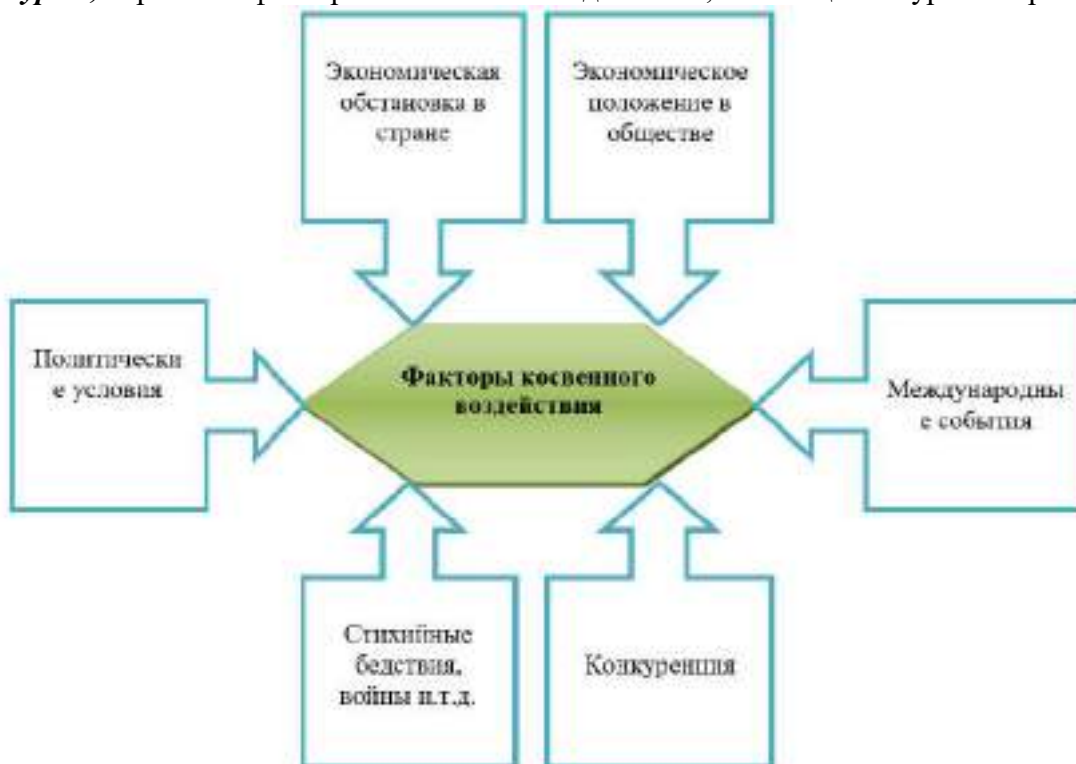 Экономическая
обстановка в
стране
Экономическое
положение в
обществе
Политически
е условия
Факторы косвенного
воздействия
Международны
е события
Стихийные
бедствия,
войны и.т.д.
Конкуренция